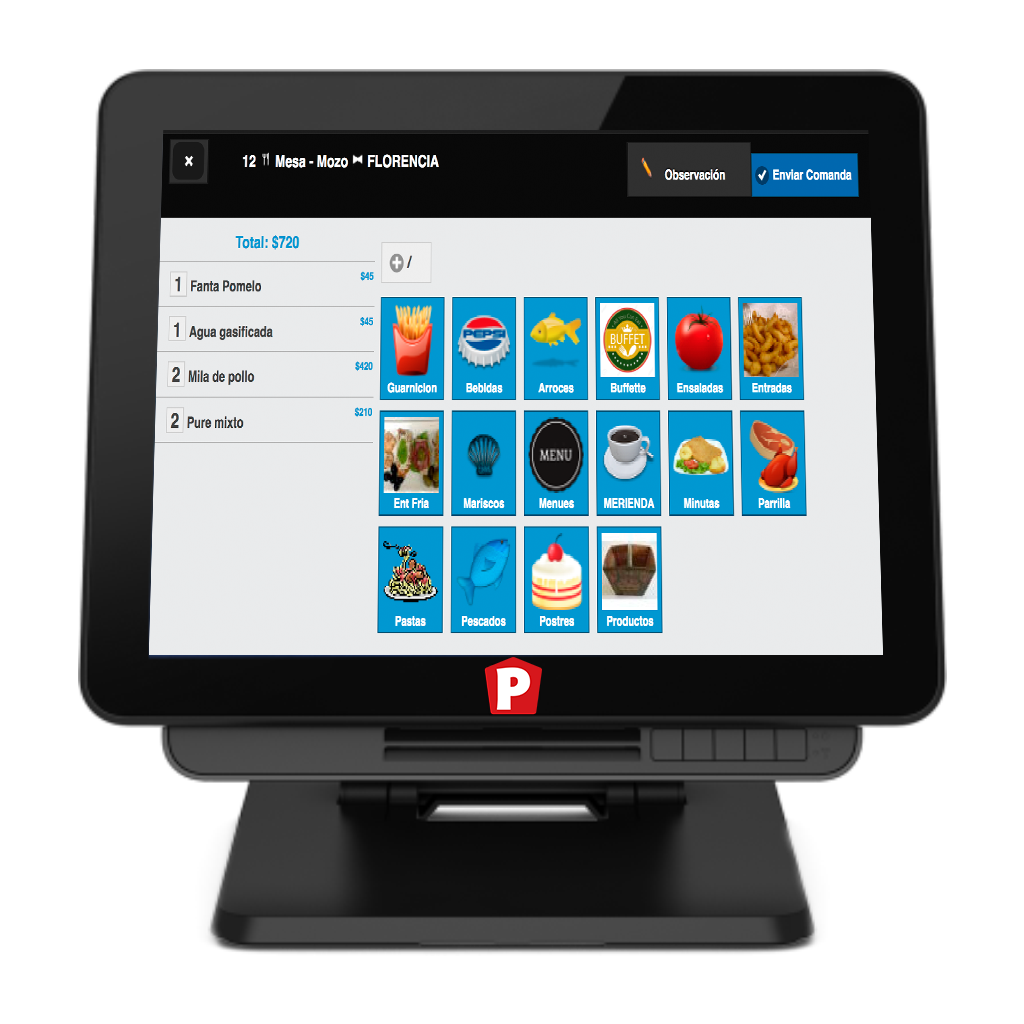 ×
12 Mesa - Mozo FLORENCIA
Observación
Enviar Comanda
Total: $720
1 Fanta Pomelo $45
1 Agua gasificada $45
2 Mila de pollo $420
2 Pure mixto $210
/
Guarnicion
PEPSI
Bebidas
Arroces
BUFFET
Buffette
Ensaladas
Entradas
Ent Fria
Mariscos
MENU
Menues
MERIENDA
Minutas
Parrilla
Pastas
Pescados
Postres
Productos
P